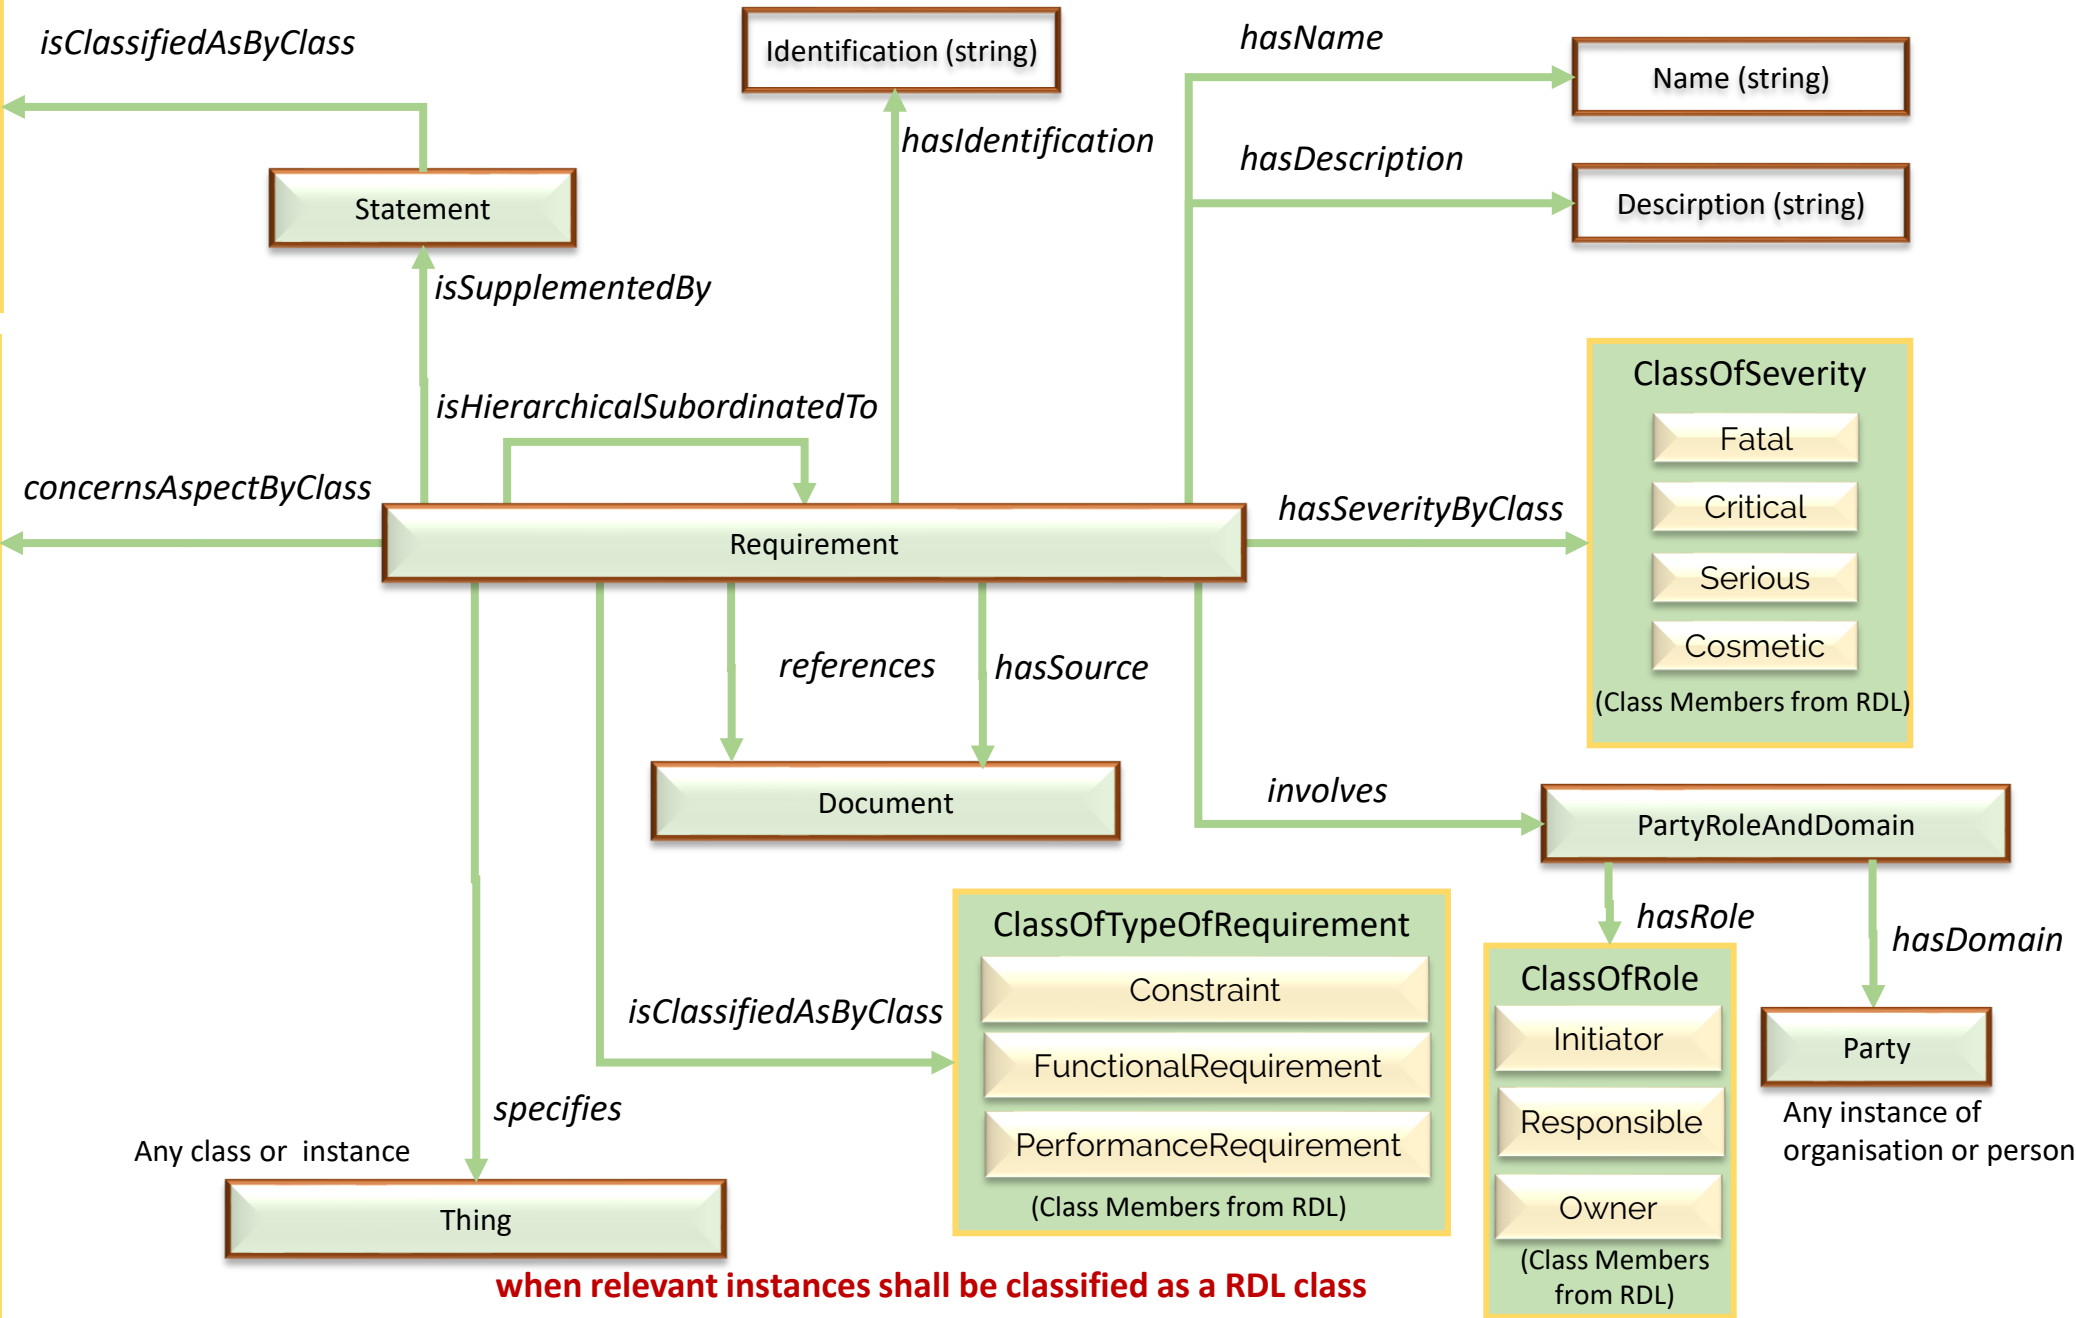 isClassifiedAsByClass
Identification (string)
hasName
Name (string)
hasIdentification
hasDescription
Statement
Descirption (string)
isSupplementedBy
ClassOfSeverity
isHierarchicalSubordinatedTo
Fatal
concernsAspectByClass
hasSeverityByClass
Critical
Requirement
Serious
references
hasSource
Cosmetic
(Class Members from RDL)
involves
Document
PartyRoleAndDomain
ClassOfTypeOfRequirement
hasRole
hasDomain
Constraint
ClassOfRole
isClassifiedAsByClass
Initiator
Party
FunctionalRequirement
specifies
Any instance of
organisation or person
Responsible
PerformanceRequirement
Any class or  instance
(Class Members from RDL)
Owner
Thing
(Class Members
from RDL)
when relevant instances shall be classified as a RDL class